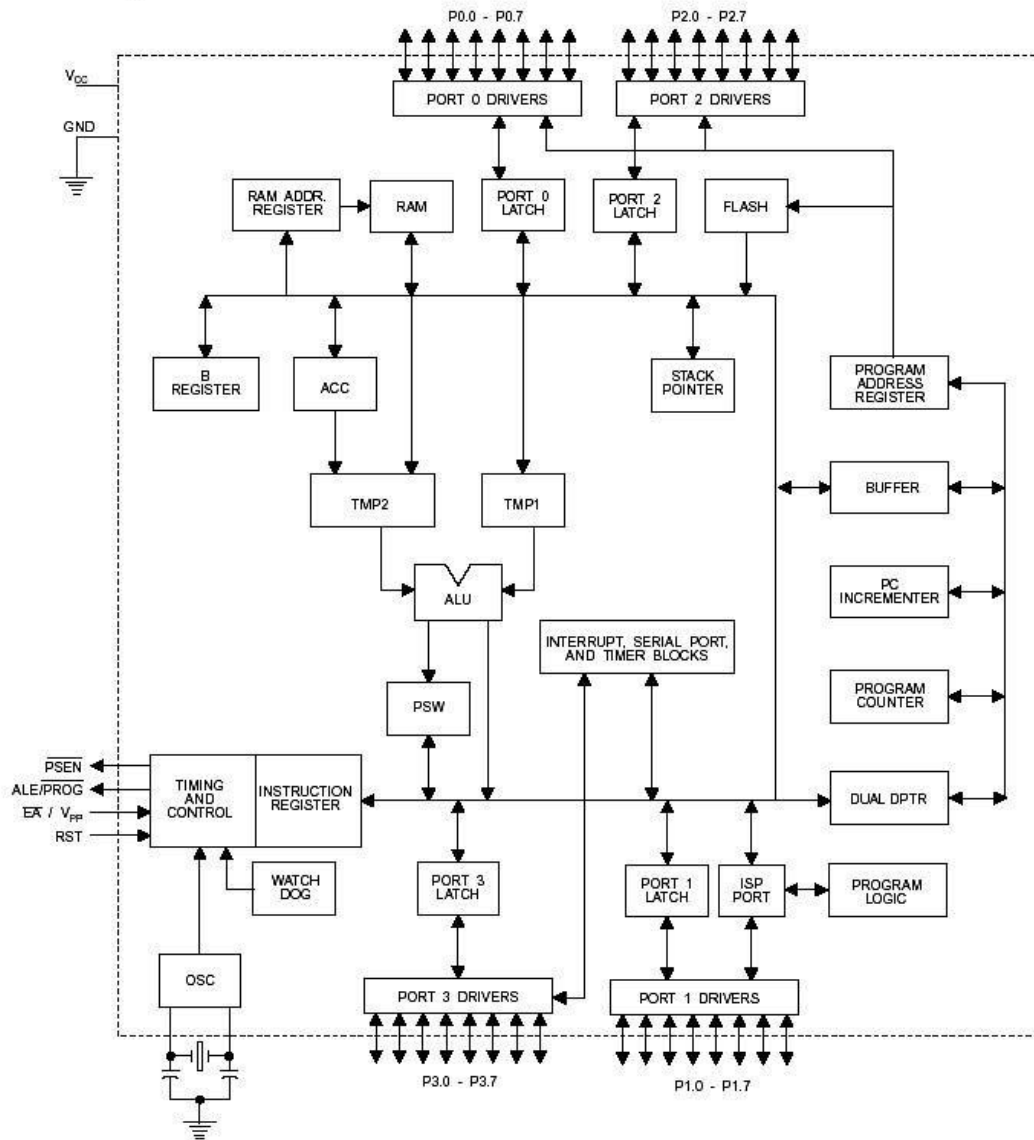 P0.0 - P0.7
P2.0 - P2.7
VCC
PORT 0 DRIVERS
PORT 2 DRIVERS
GND
RAM ADDR.
REGISTER
RAM
PORT 0
LATCH
PORT 2
LATCH
FLASH
B
REGISTER
ACC
STACK
POINTER
PROGRAM
ADDRESS
REGISTER
TMP2
TMP1
BUFFER
ALU
PC
INCREMENTER
INTERRUPT, SERIAL PORT,
AND TIMER BLOCKS
PSW
PROGRAM
COUNTER
PSEN
ALE/PROG
EA / VPP
RST
TIMING
AND
CONTROL
INSTRUCTION
REGISTER
DUAL DPTR
WATCH
DOG
PORT 3
LATCH
PORT 1
LATCH
ISP
PORT
PROGRAM
LOGIC
OSC
PORT 3 DRIVERS
PORT 1 DRIVERS
P3.0 - P3.7
P1.0 - P1.7